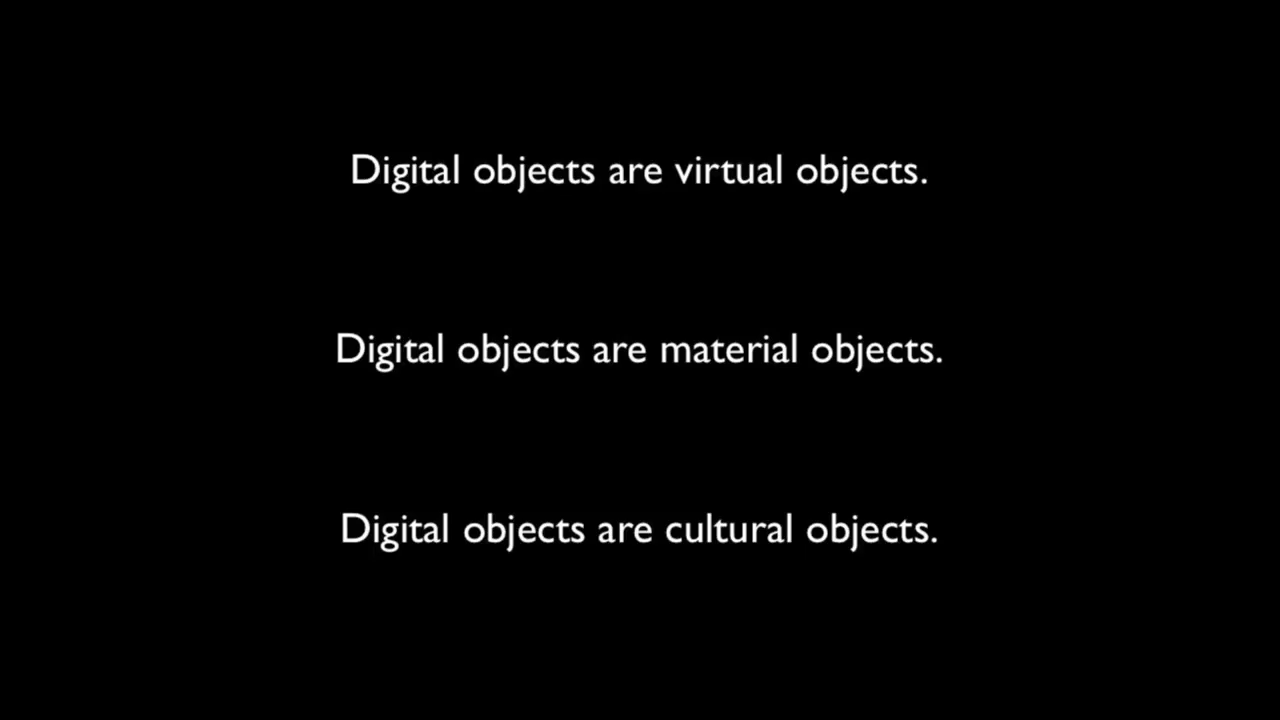 Digital objects are virtual objects.
Digital objects are material objects.
Digital objects are cultural objects.